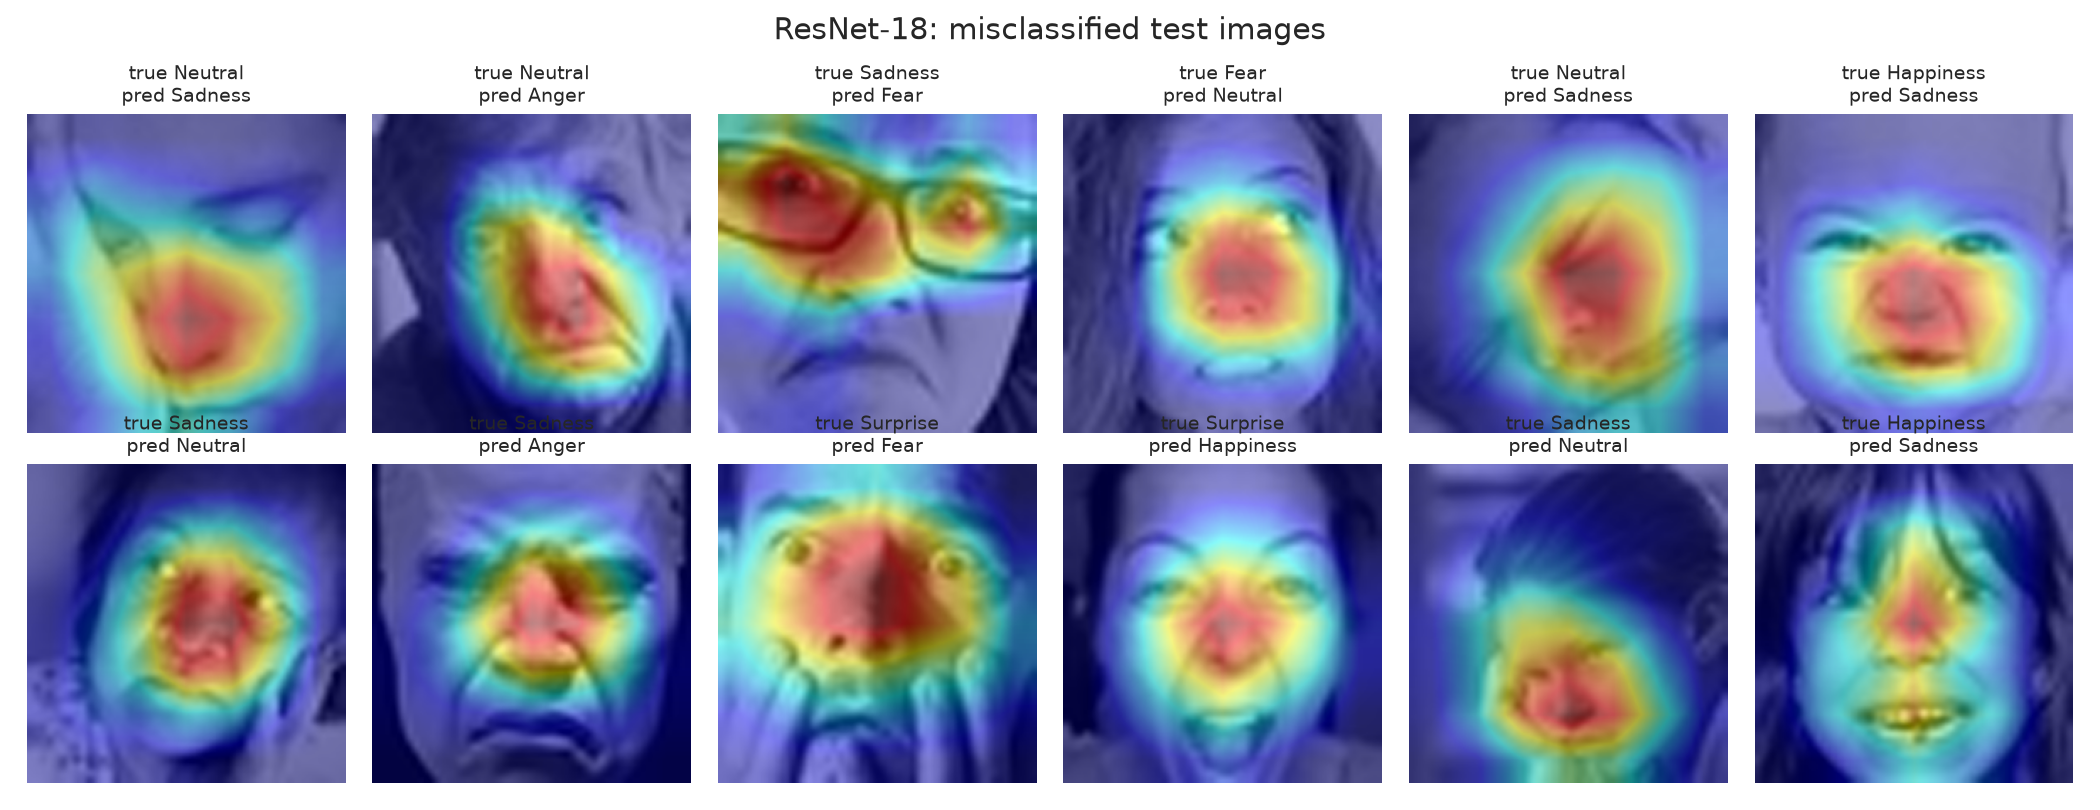 ResNet-18: misclassified test images
true Neutral
pred Sadness
true Neutral
pred Anger
true Sadness
pred Fear
true Fear
pred Neutral
true Neutral
pred Sadness
true Happiness
pred Sadness
true Sadness
pred Neutral
true Sadness
pred Anger
true Surprise
pred Fear
true Surprise
pred Happiness
true Sadness
pred Neutral
true Happiness
pred Sadness